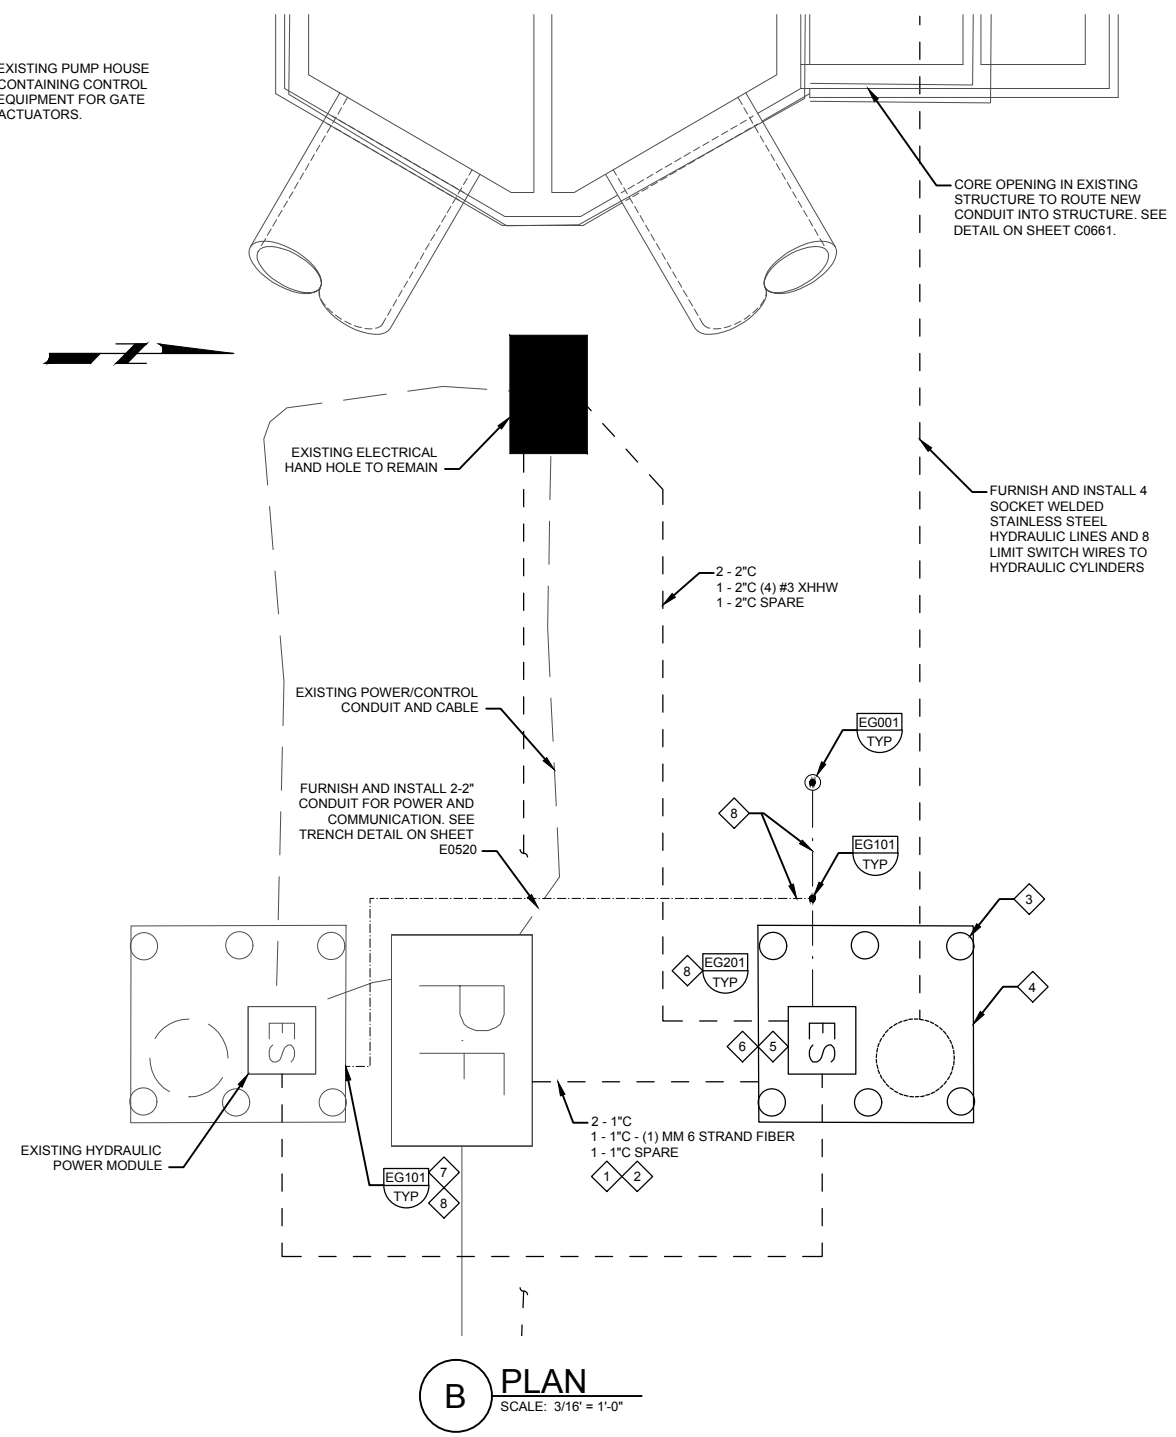 EXISTING PUMP HOUSE
CONTAINING CONTROL
EQUIPMENT FOR GATE
ACTUATORS.
CORE OPENING IN EXISTING
STRUCTURE TO ROUTE NEW
CONDUIT INTO STRUCTURE. SEE
DETAIL ON SHEET C0661.
N
EXISTING ELECTRICAL
HAND HOLE TO REMAIN
FURNISH AND INSTALL 4
SOCKET WELDED
STAINLESS STEEL
HYDRAULIC LINES AND 8
LIMIT SWITCH WIRES TO
HYDRAULIC CYLINDERS
2 - 2"C
1 - 2"C (4) #3 XHHW
1 - 2"C SPARE
EXISTING POWER/CONTROL
CONDUIT AND CABLE
EG001
TYP
FURNISH AND INSTALL 2-2"
CONDUIT FOR POWER AND
COMMUNICATION. SEE
TRENCH DETAIL ON SHEET
E0520
8
EG101
TYP
3
8
EG201
TYP
4
ES
PF
6
5
ES
2 - 1"C
1 - 1"C - (1) MM 6 STRAND FIBER
1 - 1"C SPARE
1
2
EXISTING HYDRAULIC
POWER MODULE
EG101
TYP
7
8
B
PLAN
SCALE: 3/16' = 1'-0"